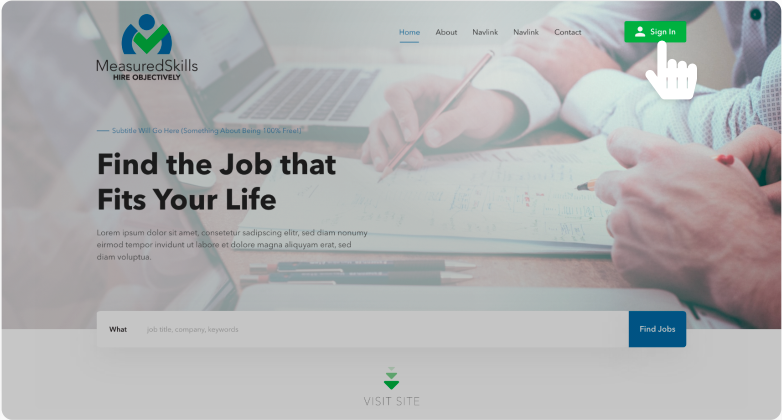 Home About Navlink Navlink Contact Sign In
MeasuredSkills
HIRE OBJECTIVELY
Subtitle Will Go Here (Something About Being 100% Free!)
Find the Job that
Fits Your Life
Lorem ipsum dolor sit amet, consetetur sadipscing elitr, sed diam nonumy
eirmod tempor invidunt ut labore et dolore magna aliquyam erat, sed
diam voluptua.
What job title, company, keywords Find Jobs
VISIT SITE